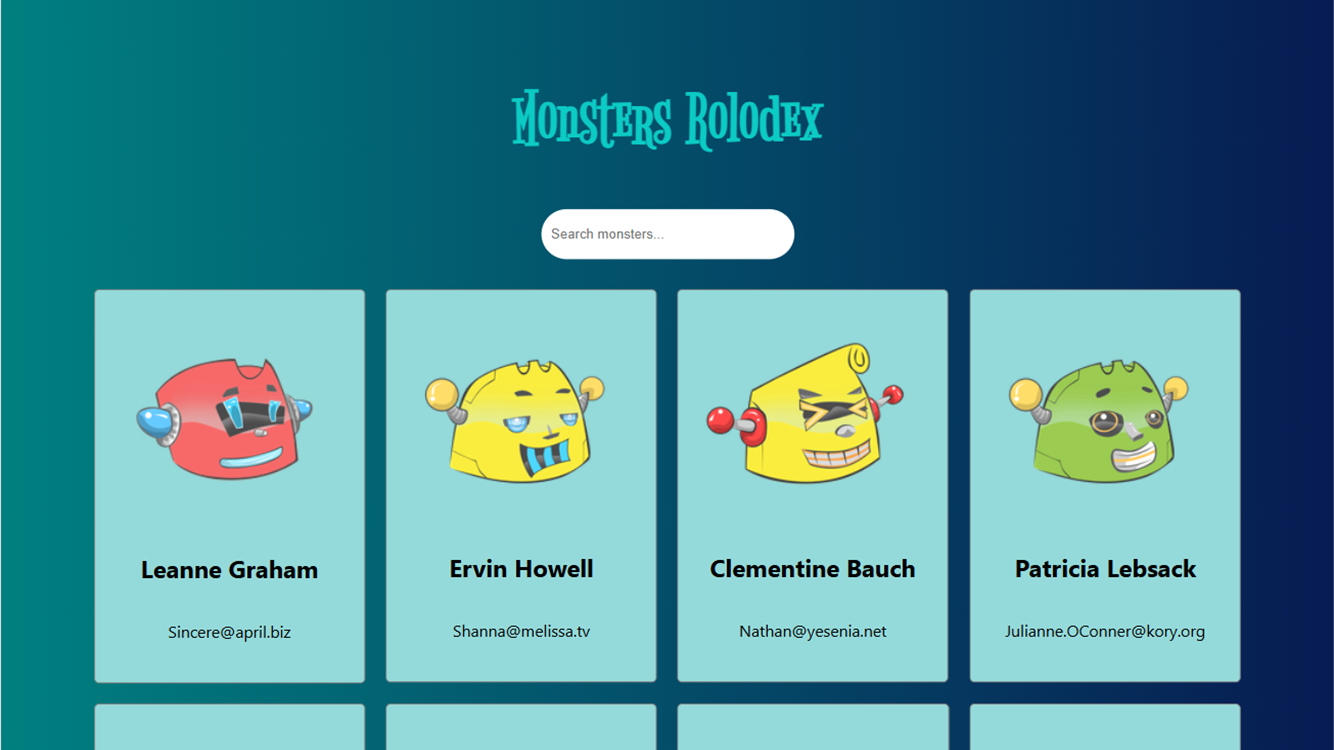 Monsters Rolodex
Search monsters...
Leanne Graham
Sincere@april.biz
Ervin Howell
Shanna@melissa.tv
Clementine Bauch
Nathan@yesenia.net
Patricia Lebsack
Julianne.OConner@kory.org